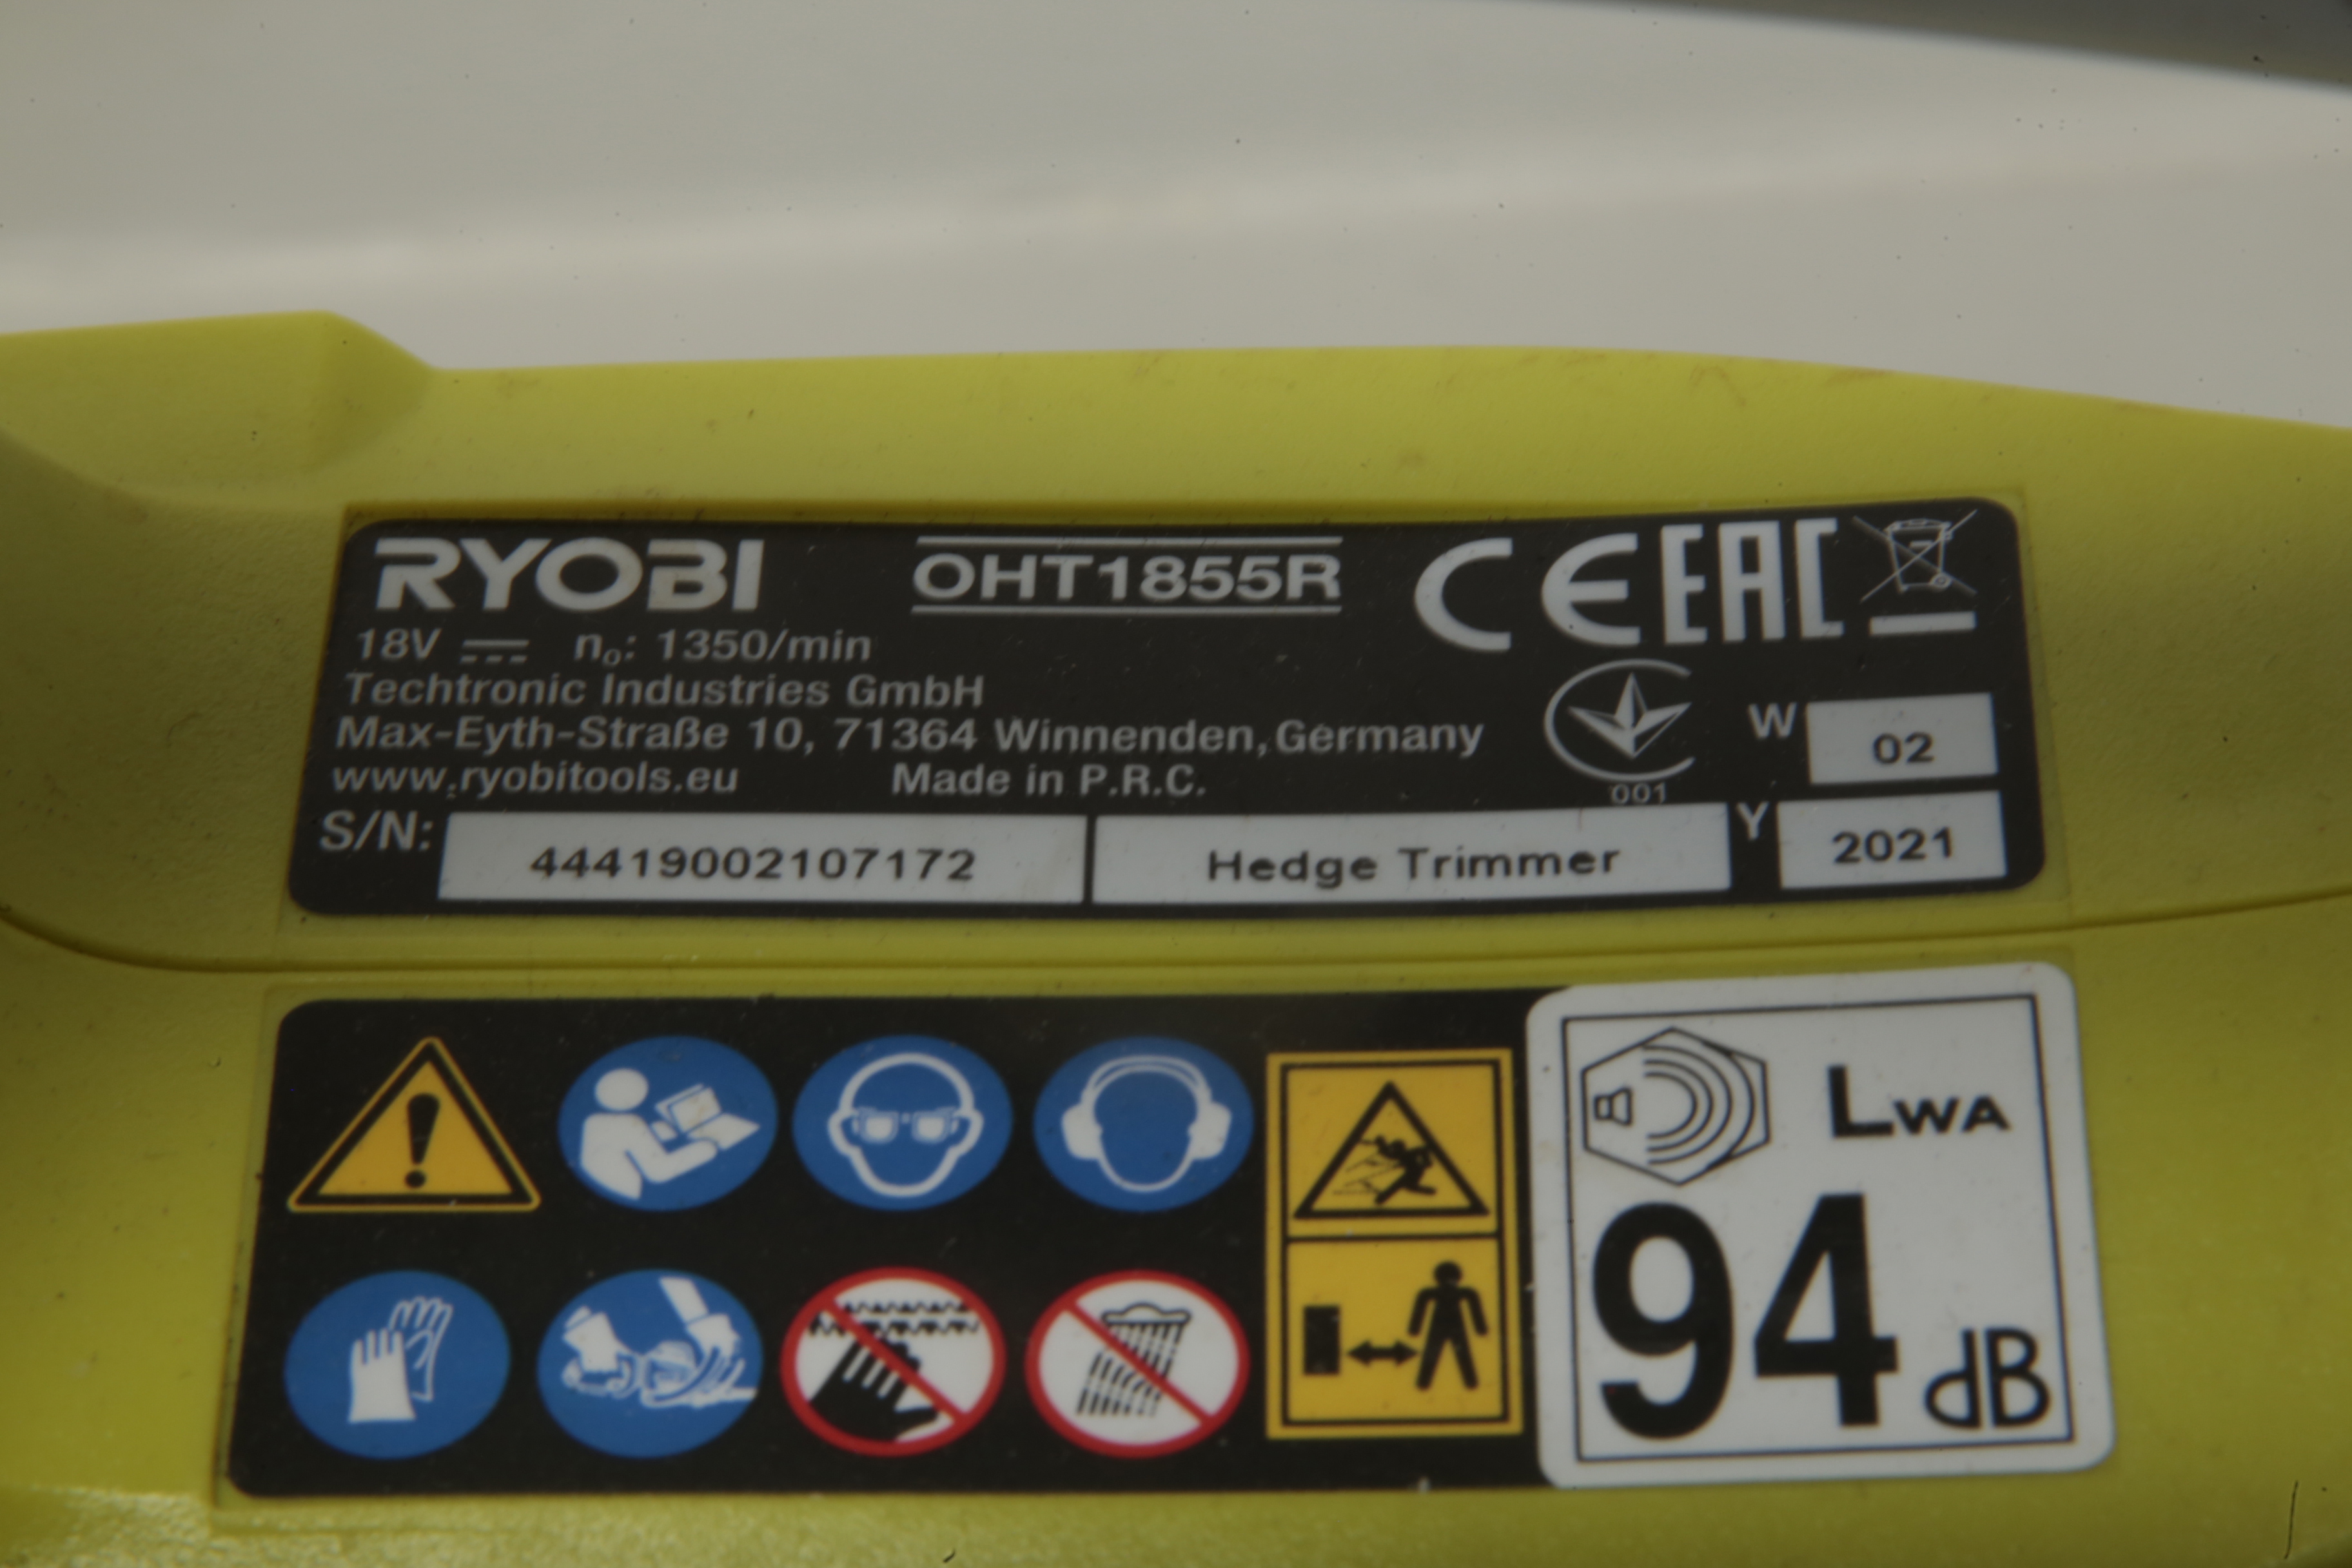 RYOBI OHT1855R CE EAC
18V n₀: 1350/min
Techtronic Industries GmbH
Max-Eyth-Straße 10, 71364 Winnenden, Germany
www.ryobitools.eu Made in P.R.C.
001
W 02
S/N: 44419002107172 Hedge Trimmer Y 2021
LWA
94 dB